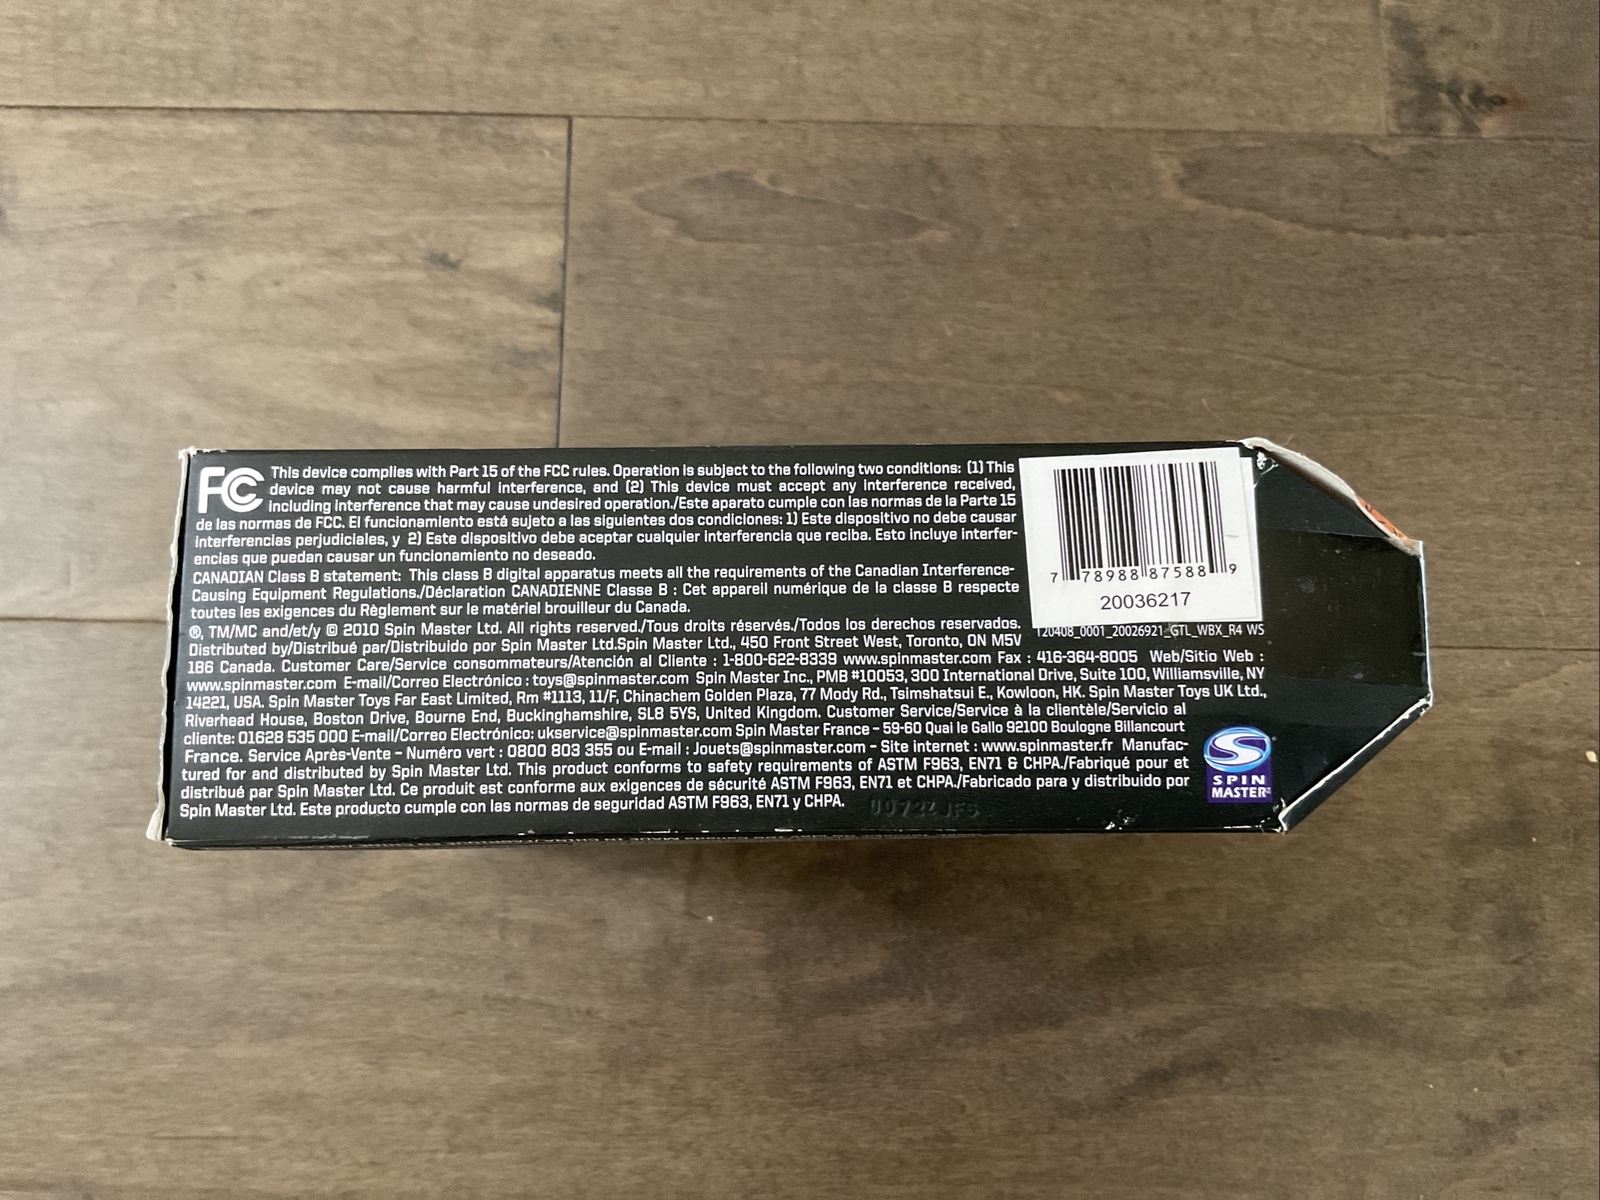 FC This device complies with Part 15 of the FCC rules. Operation is subject to the following two conditions: (1) This
device may not cause harmful interference, and (2) This device must accept any interference received,
including interference that may cause undesired operation./Este aparato cumple con las normas de la Parte 15
de las normas de FCC. El funcionamiento está sujeto a las siguientes dos condiciones: 1) Este dispositivo no debe causar
interferencias perjudiciales, y 2) Este dispositivo debe aceptar cualquier interferencia que reciba. Esto incluye interfer-
encias que puedan causar un funcionamiento no deseado.
CANADIAN Class B statement: This class B digital apparatus meets all the requirements of the Canadian Interference-
Causing Equipment Regulations./Déclaration CANADIENNE Classe B : Cet appareil numérique de la classe B respecte
toutes les exigences du Règlement sur le matériel brouilleur du Canada.
®, TM/MC and/et/y © 2010 Spin Master Ltd. All rights reserved./Tous droits réservés./Todos los derechos reservados.
Distributed by/Distribué par/Distribuido por Spin Master Ltd.Spin Master Ltd., 450 Front Street West, Toronto, ON M5V
1B6 Canada. Customer Care/Service consommateurs/Atención al Cliente : 1-800-622-8339 www.spinmaster.com Fax : 416-364-8005 Web/Sitio Web :
www.spinmaster.com E-mail/Correo Electrónico : toys@spinmaster.com Spin Master Inc., PMB #10053, 300 International Drive, Suite 100, Williamsville, NY
14221, USA. Spin Master Toys Far East Limited, Rm #1113, 11/F, Chinachem Golden Plaza, 77 Mody Rd., Tsimshatsui E., Kowloon, HK. Spin Master Toys UK Ltd.,
Riverhead House, Boston Drive, Bourne End, Buckinghamshire, SL8 5YS, United Kingdom. Customer Service/Service à la clientèle/Servicio al
cliente: 01628 535 000 E-mail/Correo Electrónico: ukservice@spinmaster.com Spin Master France – 59-60 Quai le Gallo 92100 Boulogne Billancourt
France. Service Après-Vente – Numéro vert : 0800 803 355 ou E-mail : Jouets@spinmaster.com – Site internet : www.spinmaster.fr Manufac-
tured for and distributed by Spin Master Ltd. This product conforms to safety requirements of ASTM F963, EN71 & CHPA./Fabriqué pour et
distribué par Spin Master Ltd. Ce produit est conforme aux exigences de sécurité ASTM F963, EN71 et CHPA./Fabricado para y distribuido por
Spin Master Ltd. Este producto cumple con las normas de seguridad ASTM F963, EN71 y CHPA.
7 78988 87588 9
20036217
T20408_0001_20026921_GTL_WBX_R4 WS
SPIN
MASTER